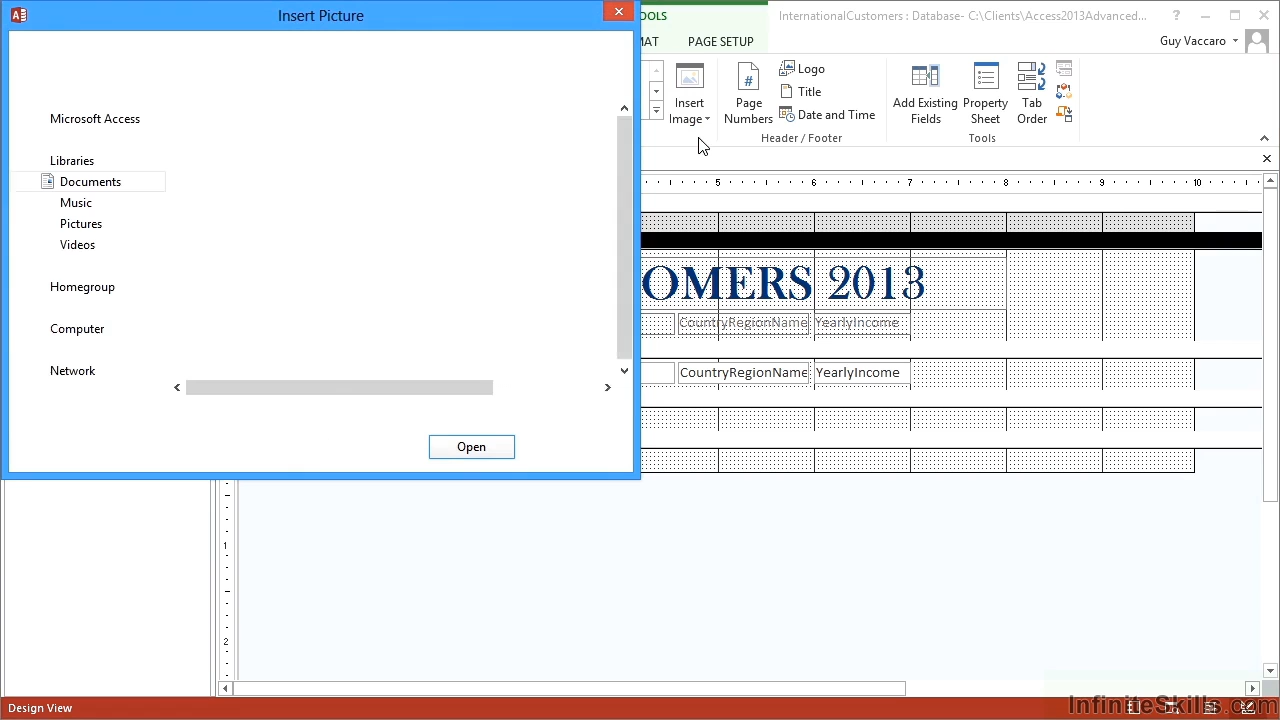 Insert Picture
OOLS
InternationalCustomers : Database- C:\Clients\Access2013Advanced...
MAT
PAGE SETUP
Guy Vaccaro
Insert Image
Page Numbers
Logo
Title
Date and Time
Header / Footer
Add Existing Fields
Property Sheet
Tab Order
Tools
Microsoft Access
Libraries
Documents
Music
Pictures
Videos
Homegroup
Computer
Network
Open
5 6 7 8 9 10
OMERS 2013
CountryRegionName YearlyIncome
CountryRegionName YearlyIncome
1
2
Design View
InfiniteSkills.com